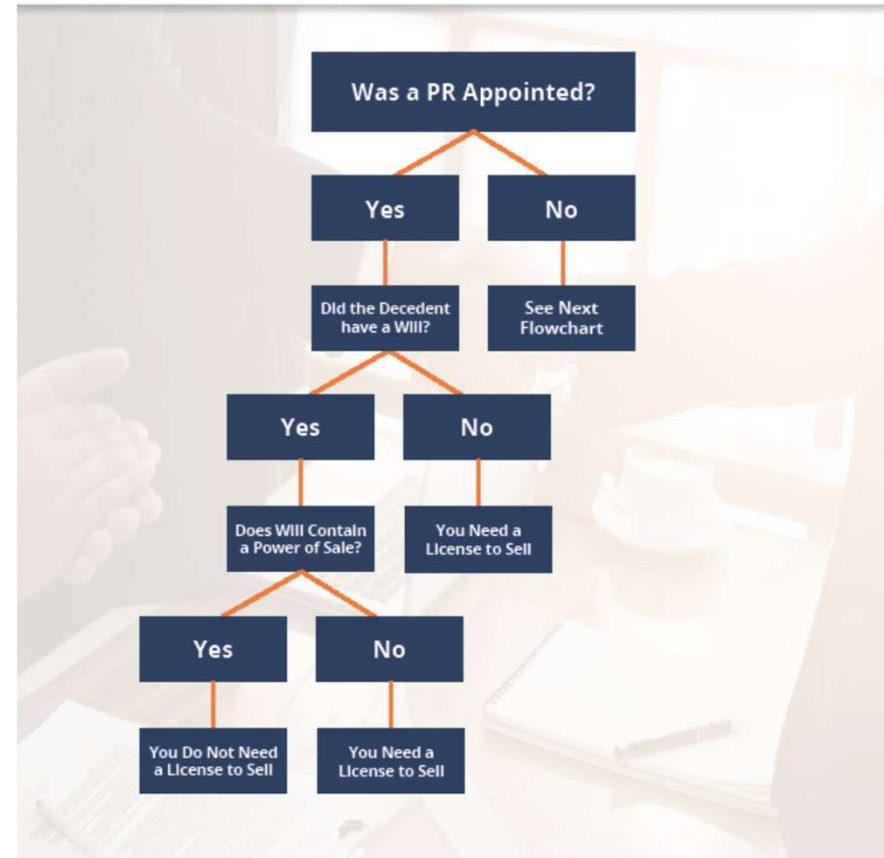 Was a PR Appointed?
Yes
No
DId the Decedent
have a WIll?
See Next
Flowchart
Yes
No
Does WIll ContaIn
a Power of Sale?
You Need a
LIcense to Sell
Yes
No
You Do Not Need
a LIcense to Sell
You Need a
LIcense to Sell